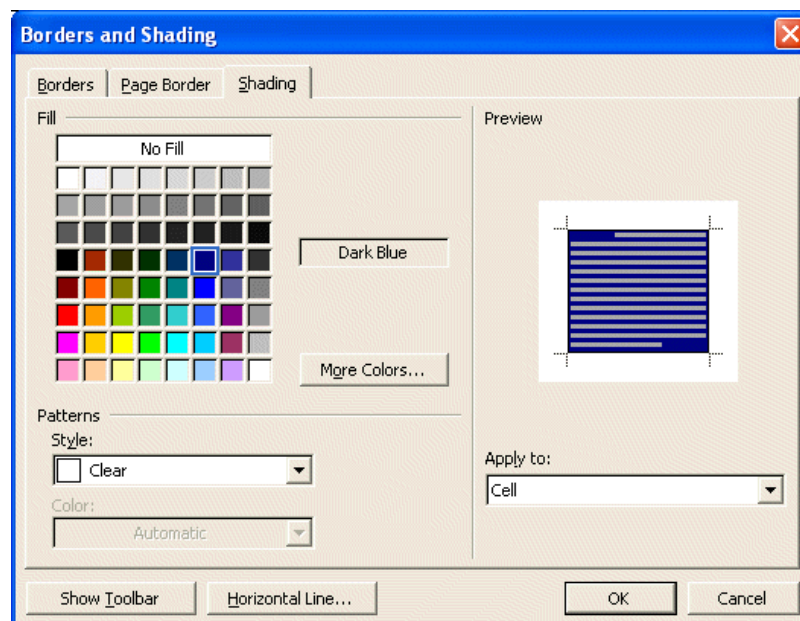 Borders and Shading
Borders Page Border Shading
Fill
No Fill
Dark Blue
More Colors...
Patterns
Style:
Clear
Color:
Automatic
Preview
Apply to:
Cell
Show Toolbar Horizontal Line... OK Cancel